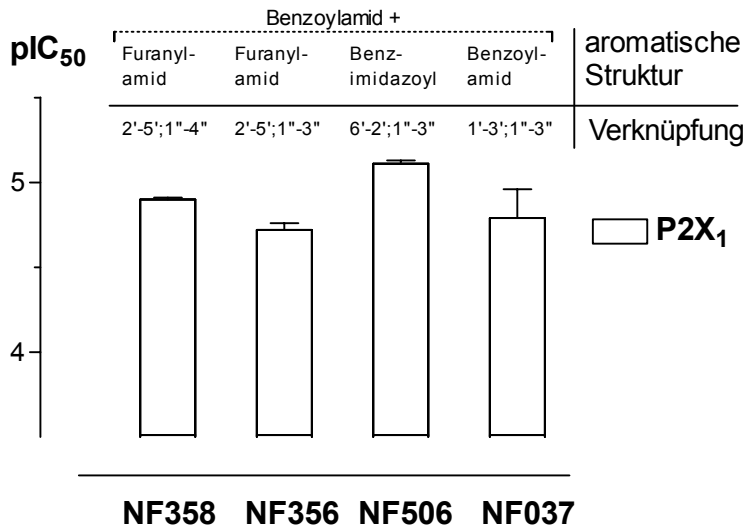 Benzoylamid +
pIC50
Furanyl-
amid
Furanyl-
amid
Benz-
imidazoyl
Benzoyl-
amid
aromatische
Struktur
2'-5';1"-4"
2'-5';1"-3"
6'-2';1"-3"
1'-3';1"-3"
Verknüpfung
5
4
P2X1
NF358
NF356
NF506
NF037